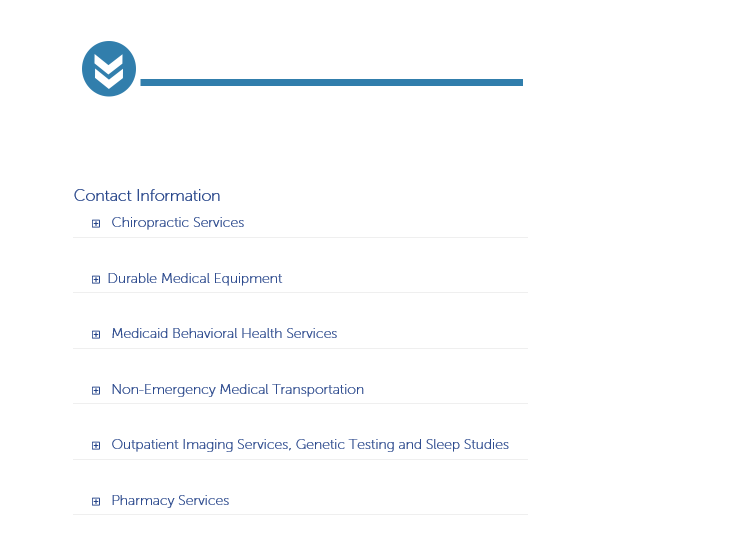 Contact Information
Chiropractic Services
Durable Medical Equipment
Medicaid Behavioral Health Services
Non-Emergency Medical Transportation
Outpatient Imaging Services, Genetic Testing and Sleep Studies
Pharmacy Services